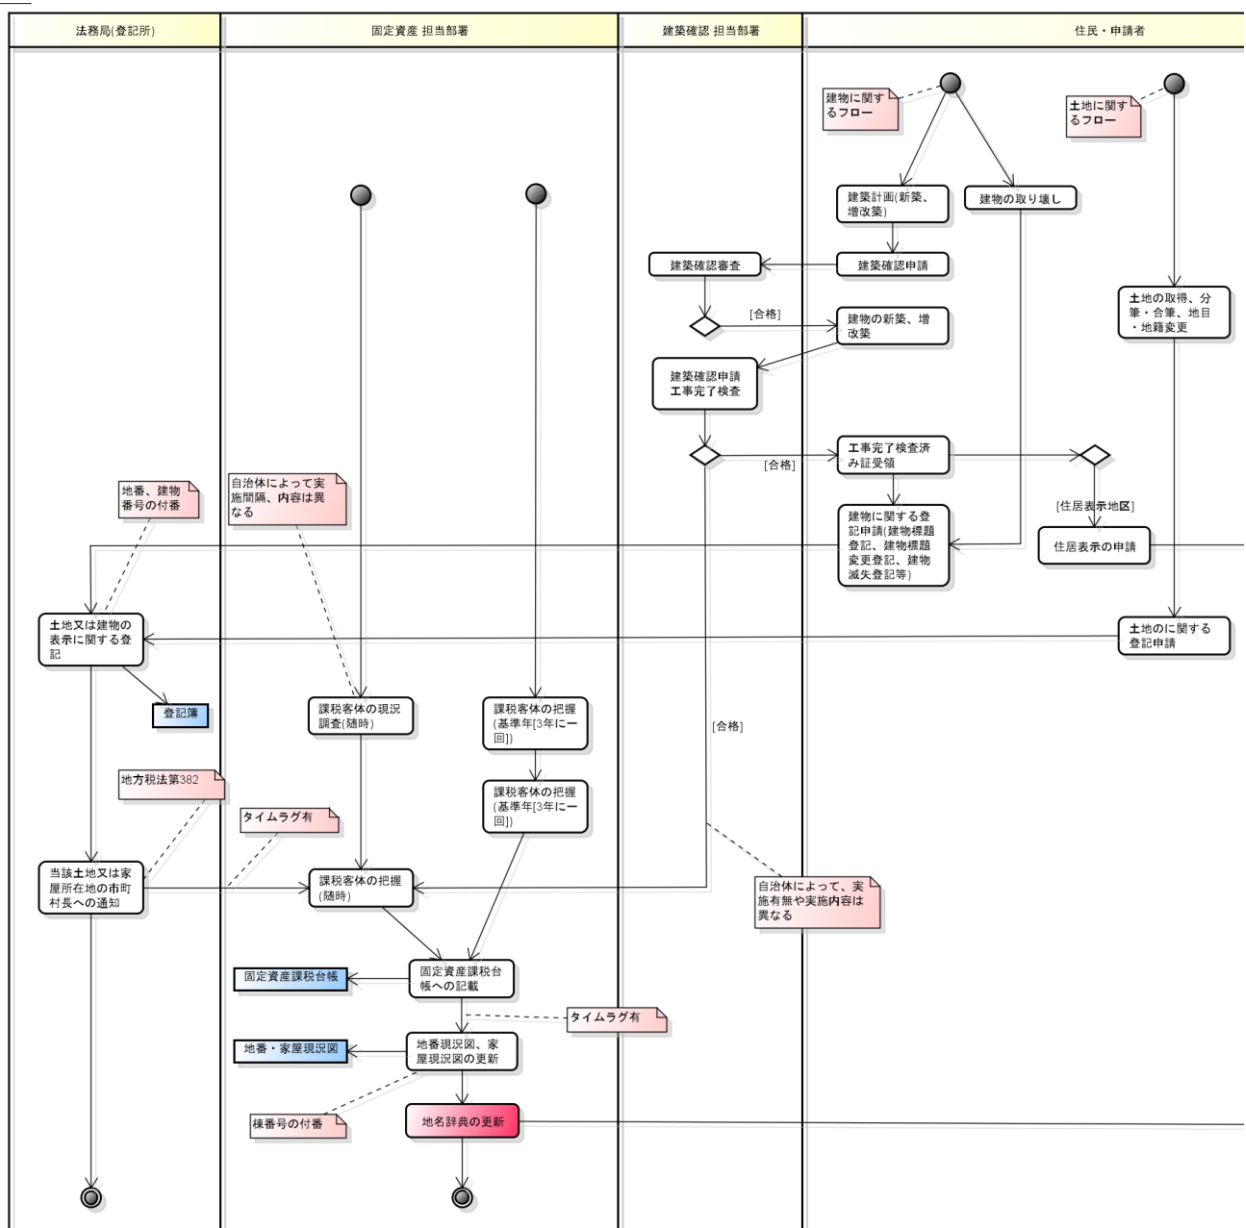 法務局(登記所)
固定資産 担当部署
建築確認 担当部署
住民・申請者
建物に関す
るフロー
土地に関す
るフロー
建築計画(新築、
増改築)
建物の取り壊し
建築確認審査
建築確認申請
土地の取得、分
筆・合筆、地目
・地籍変更
[合格]
建物の新築、増
改築
建築確認申請
工事完了検査
工事完了検査済
み証受領
[合格]
自治体によって実
施間隔、内容は異
なる
地番、建物
番号の付番
[住居表示地区]
建物に関する登
記申請(建物標題
登記、建物標題
変更登記、建物
滅失登記等)
住居表示の申請
土地又は建物の
表示に関する登
記
土地のに関する
登記申請
登記簿
課税客体の現況
調査(随時)
課税客体の把握
(基準年[3年に一
回])
[合格]
地方税法第382
課税客体の把握
(基準年[3年に一
回])
タイムラグ有
当該土地又は家
屋所在地の市町
村長への通知
課税客体の把握
(随時)
自治体によって、実
施有無や実施内容は
異なる
固定資産課税台帳
固定資産課税台
帳への記載
タイムラグ有
地番・家屋現況図
地番現況図、家
屋現況図の更新
棟番号の付番
地名辞典の更新